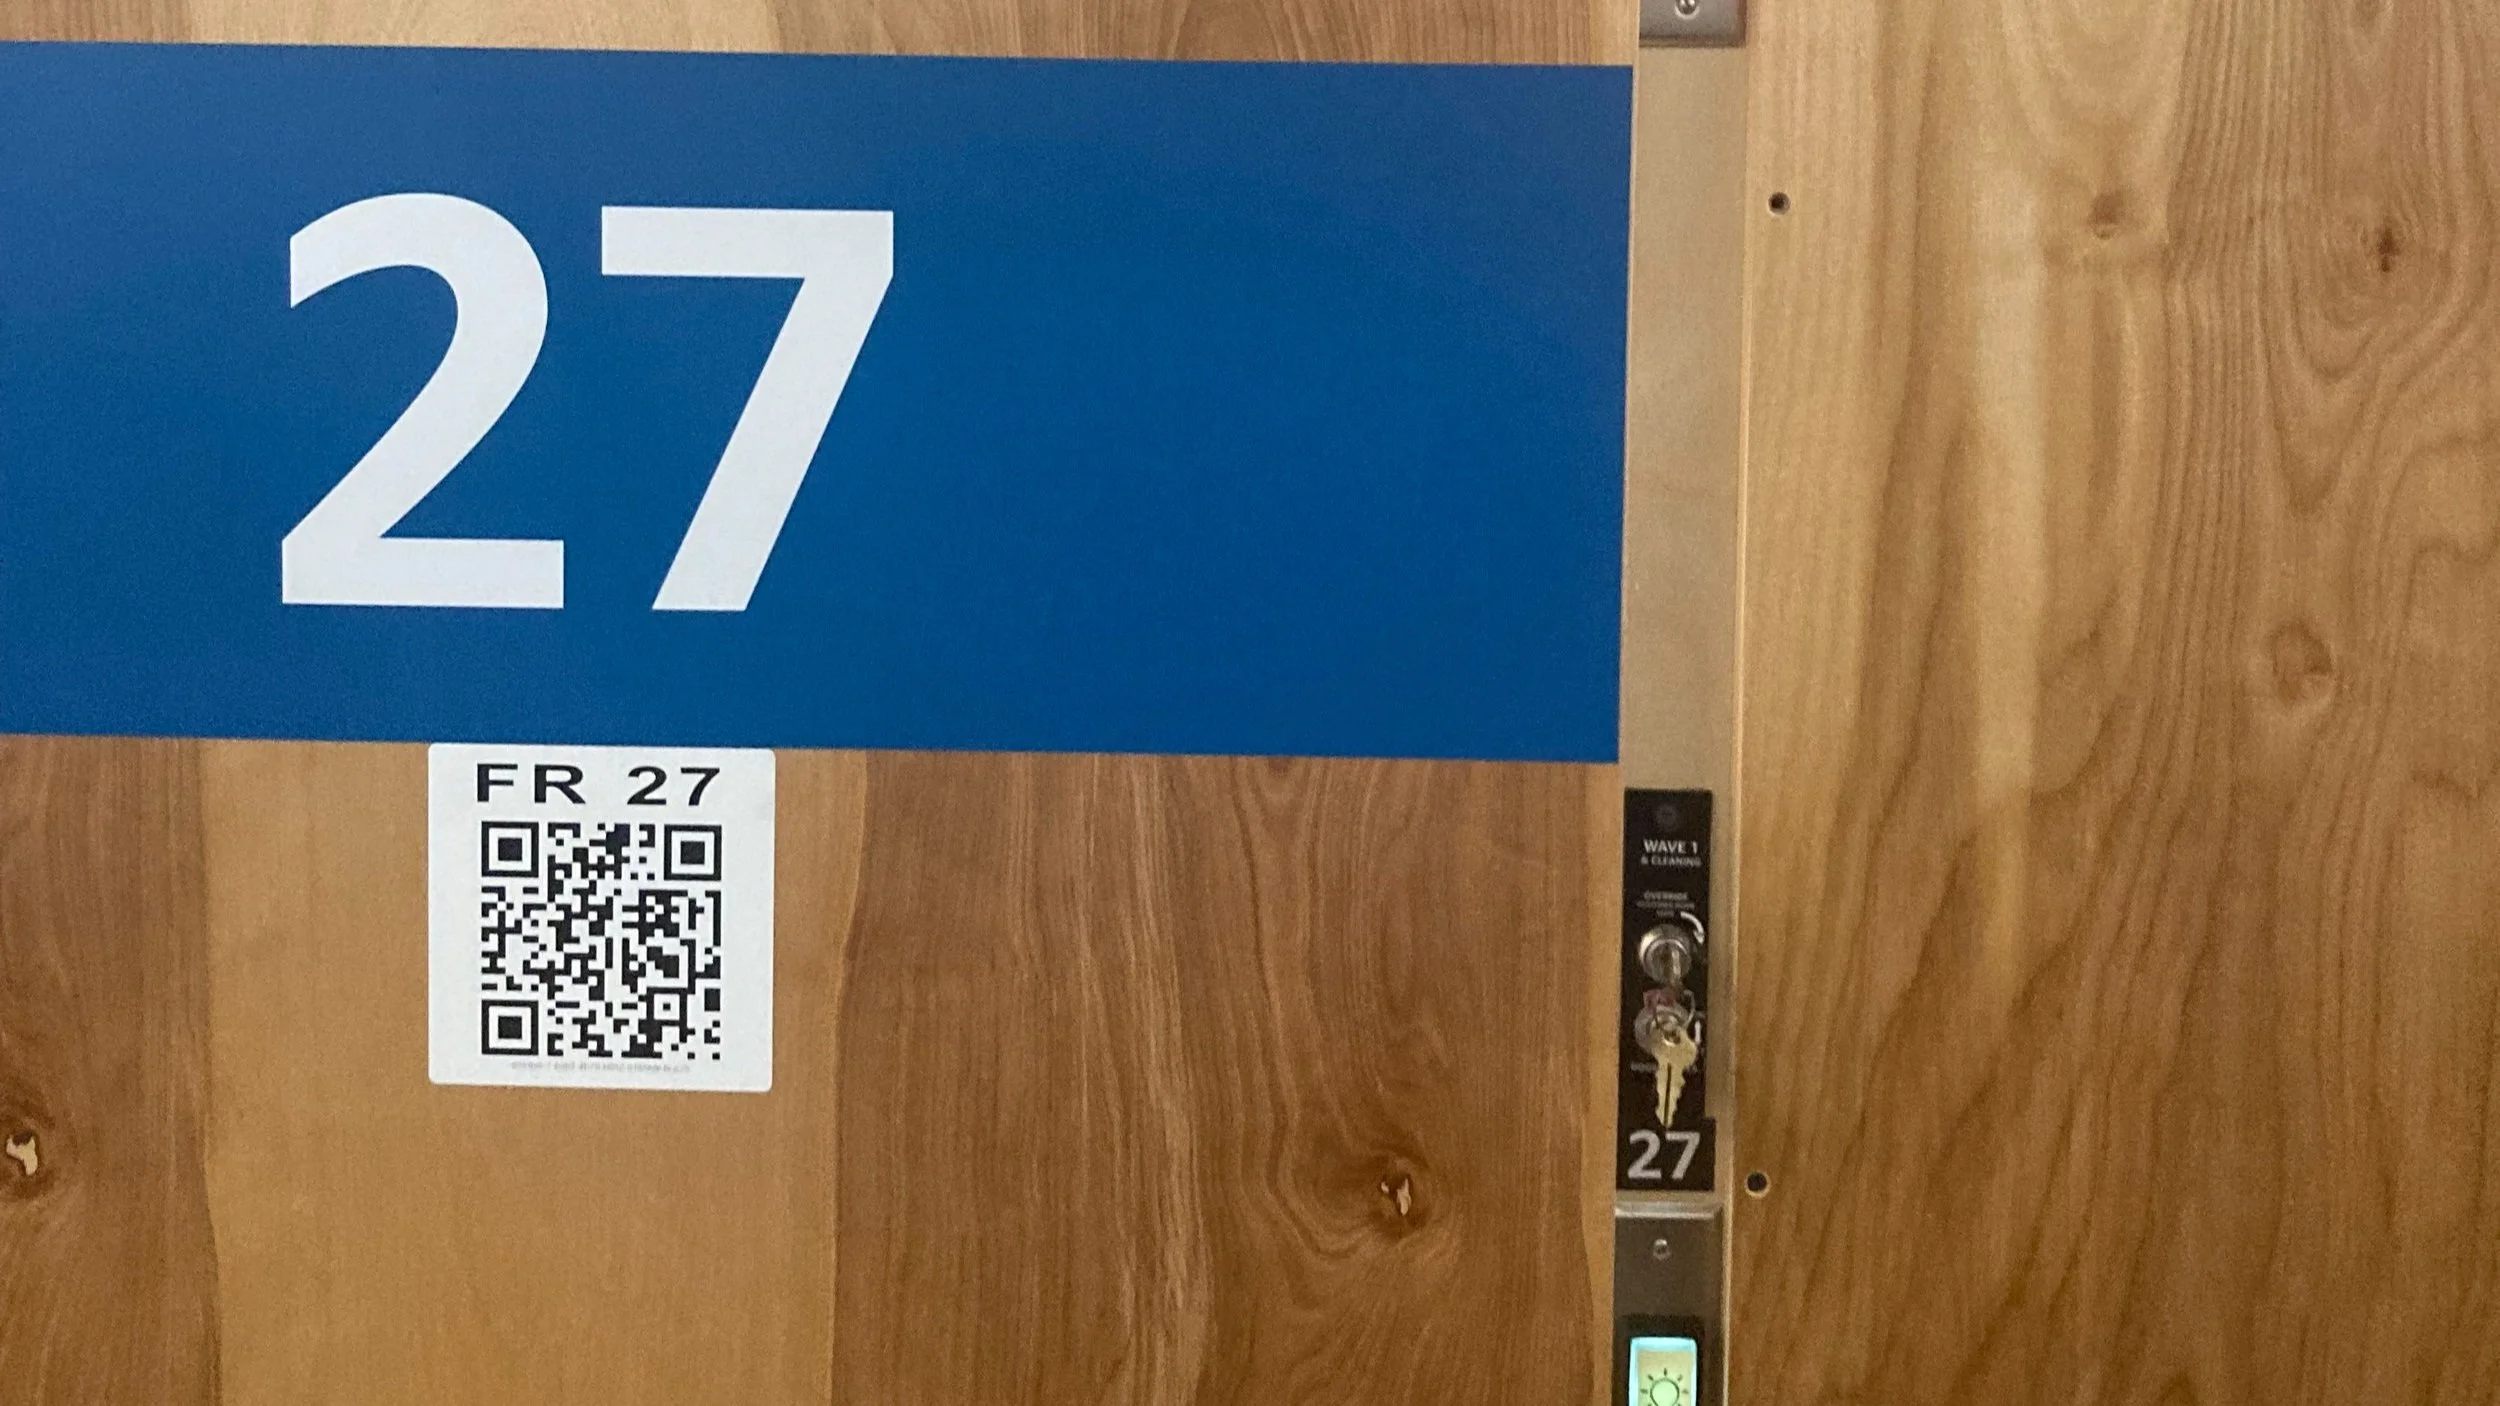 27
FR 27
WAVE 1
& CLEANING
OVERRIDE
27